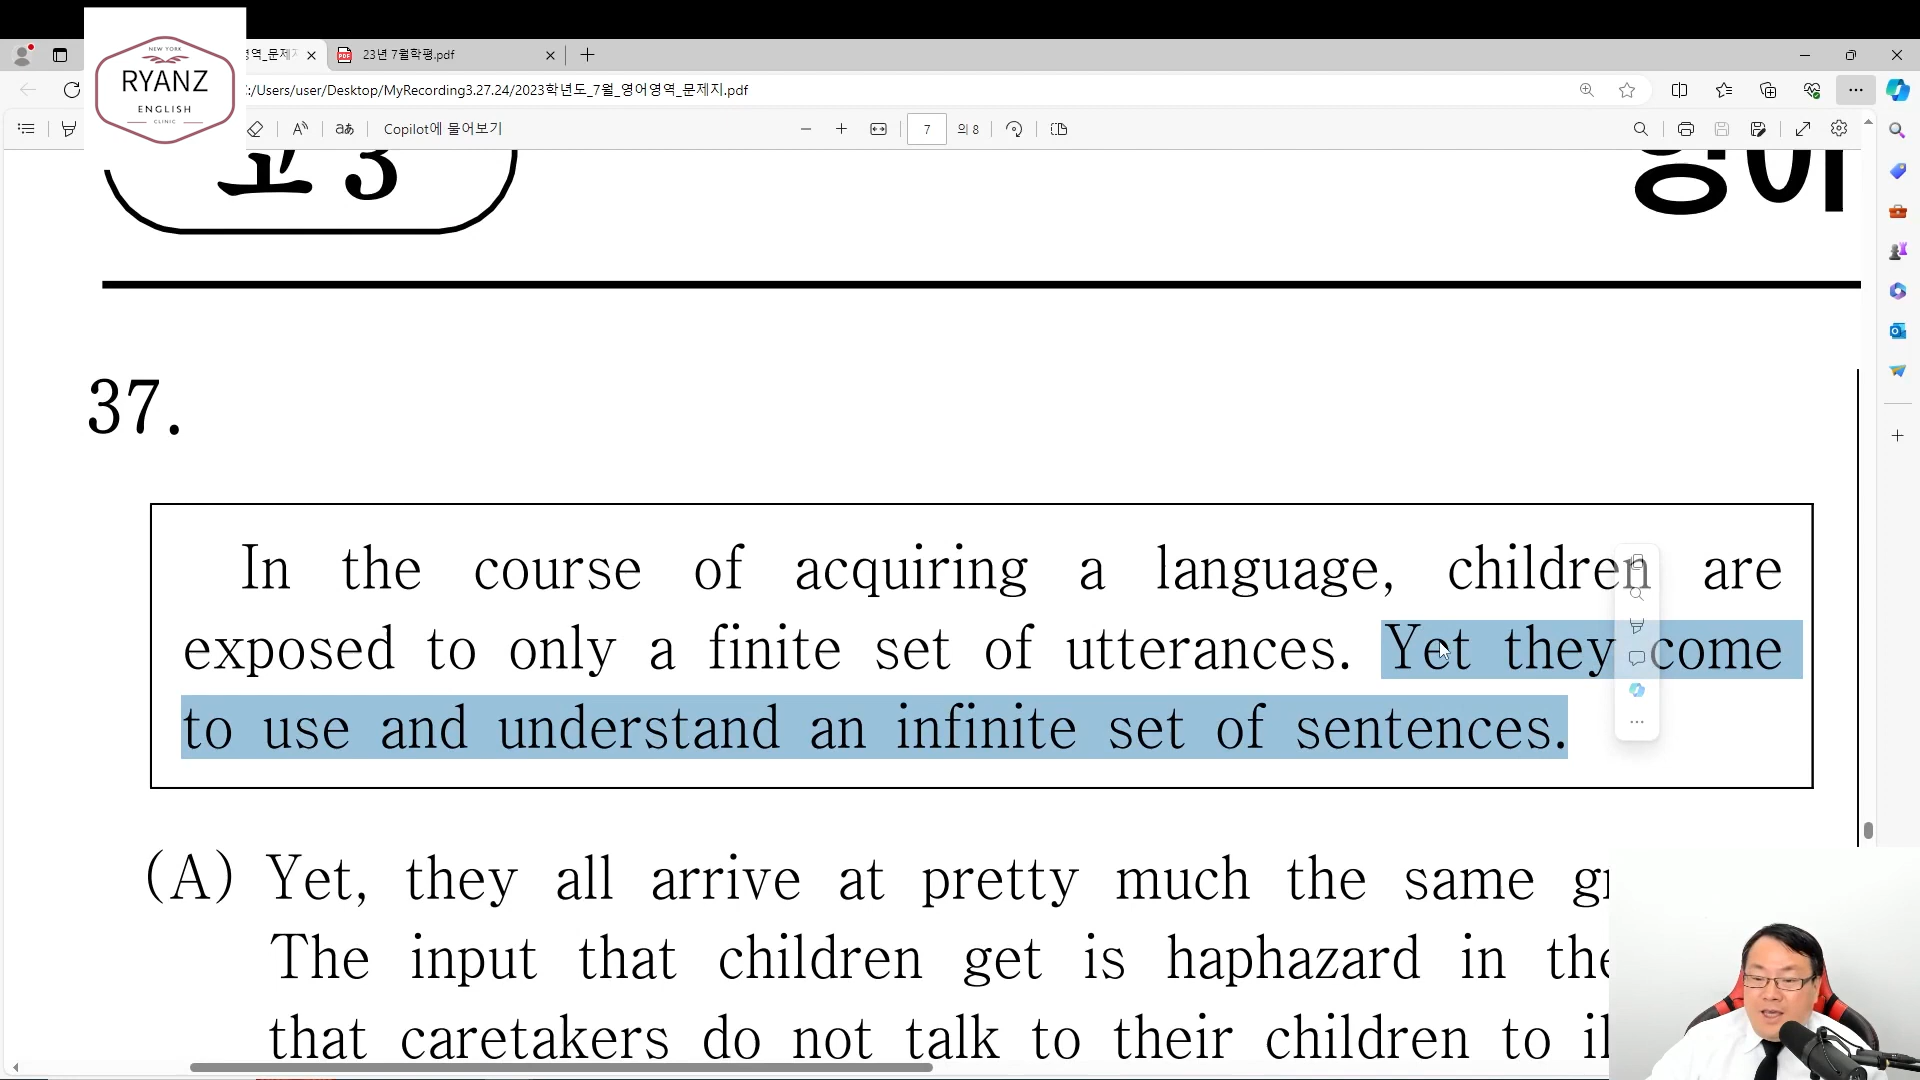 NEW YORK
RYANZ
ENGLISH
CLINIC
23년 7월학평.pdf
:/Users/user/Desktop/MyRecording3.27.24/2023학년도_7월_영어영역_문제지.pdf
Copilot에 물어보기
7 의 8
고 3
영어
37.
In the course of acquiring a language, children are
exposed to only a finite set of utterances. Yet they come
to use and understand an infinite set of sentences.
(A) Yet, they all arrive at pretty much the same
The input that children get is haphazard in
that caretakers do not talk to their children to